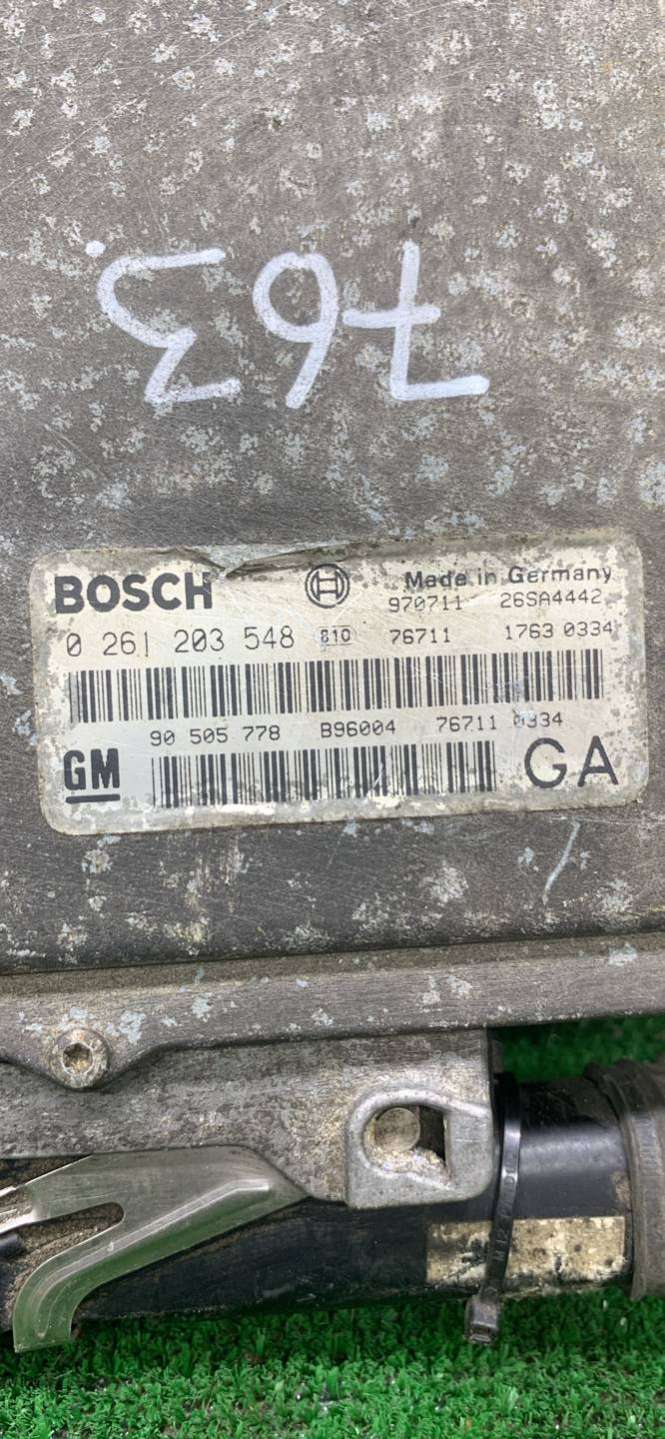 763
BOSCH Made in Germany
970711 26SA4442
0 261 203 548 810 76711 1763 0334
90 505 778 B96004 76711 0334
GM GA